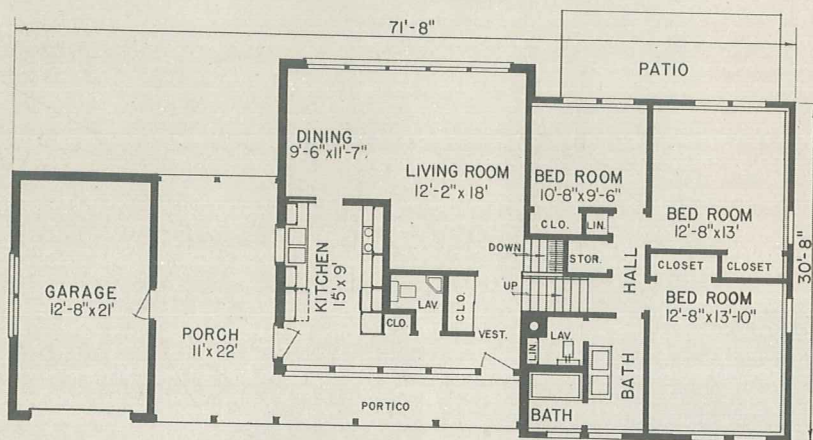 71'-8"
PATIO
DINING
9'-6"x11'-7"
LIVING ROOM
12'-2" x 18'
BED ROOM
10'-8"x9'-6"
BED ROOM
12'-8"x13'
CLO.
LIN.
DOWN
STOR.
HALL
CLOSET
CLOSET
30'-8"
GARAGE
12'-8"x21'
KITCHEN
15'x 9'
LAV.
CLO.
CLO.
UP
BED ROOM
12'-8"x13'-10"
PORCH
11'x 22'
VEST.
LIN
LAV
BATH
BATH
PORTICO